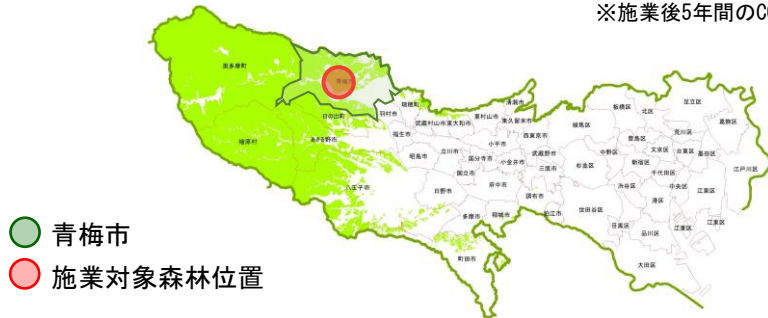 ※施業後5年間のC
奥多摩町
青梅市
檜原村
日の出町
あきる野市
八王子市
羽村市
瑞穂町
福生市
昭島市
武蔵村山市
東大和市
東村山市
清瀬市
東久留米市
立川市
国立市
国分寺市
小平市
小金井市
西東京市
武蔵野市
三鷹市
日野市
府中市
調布市
狛江市
多摩市
稲城市
町田市
練馬区
板橋区
北区
足立区
葛飾区
荒川区
豊島区
文京区
台東区
墨田区
江戸川区
中野区
新宿区
千代田区
杉並区
渋谷区
中央区
江東区
港区
世田谷区
目黒区
品川区
江東区
江東区
大田区
青梅市
施業対象森林位置